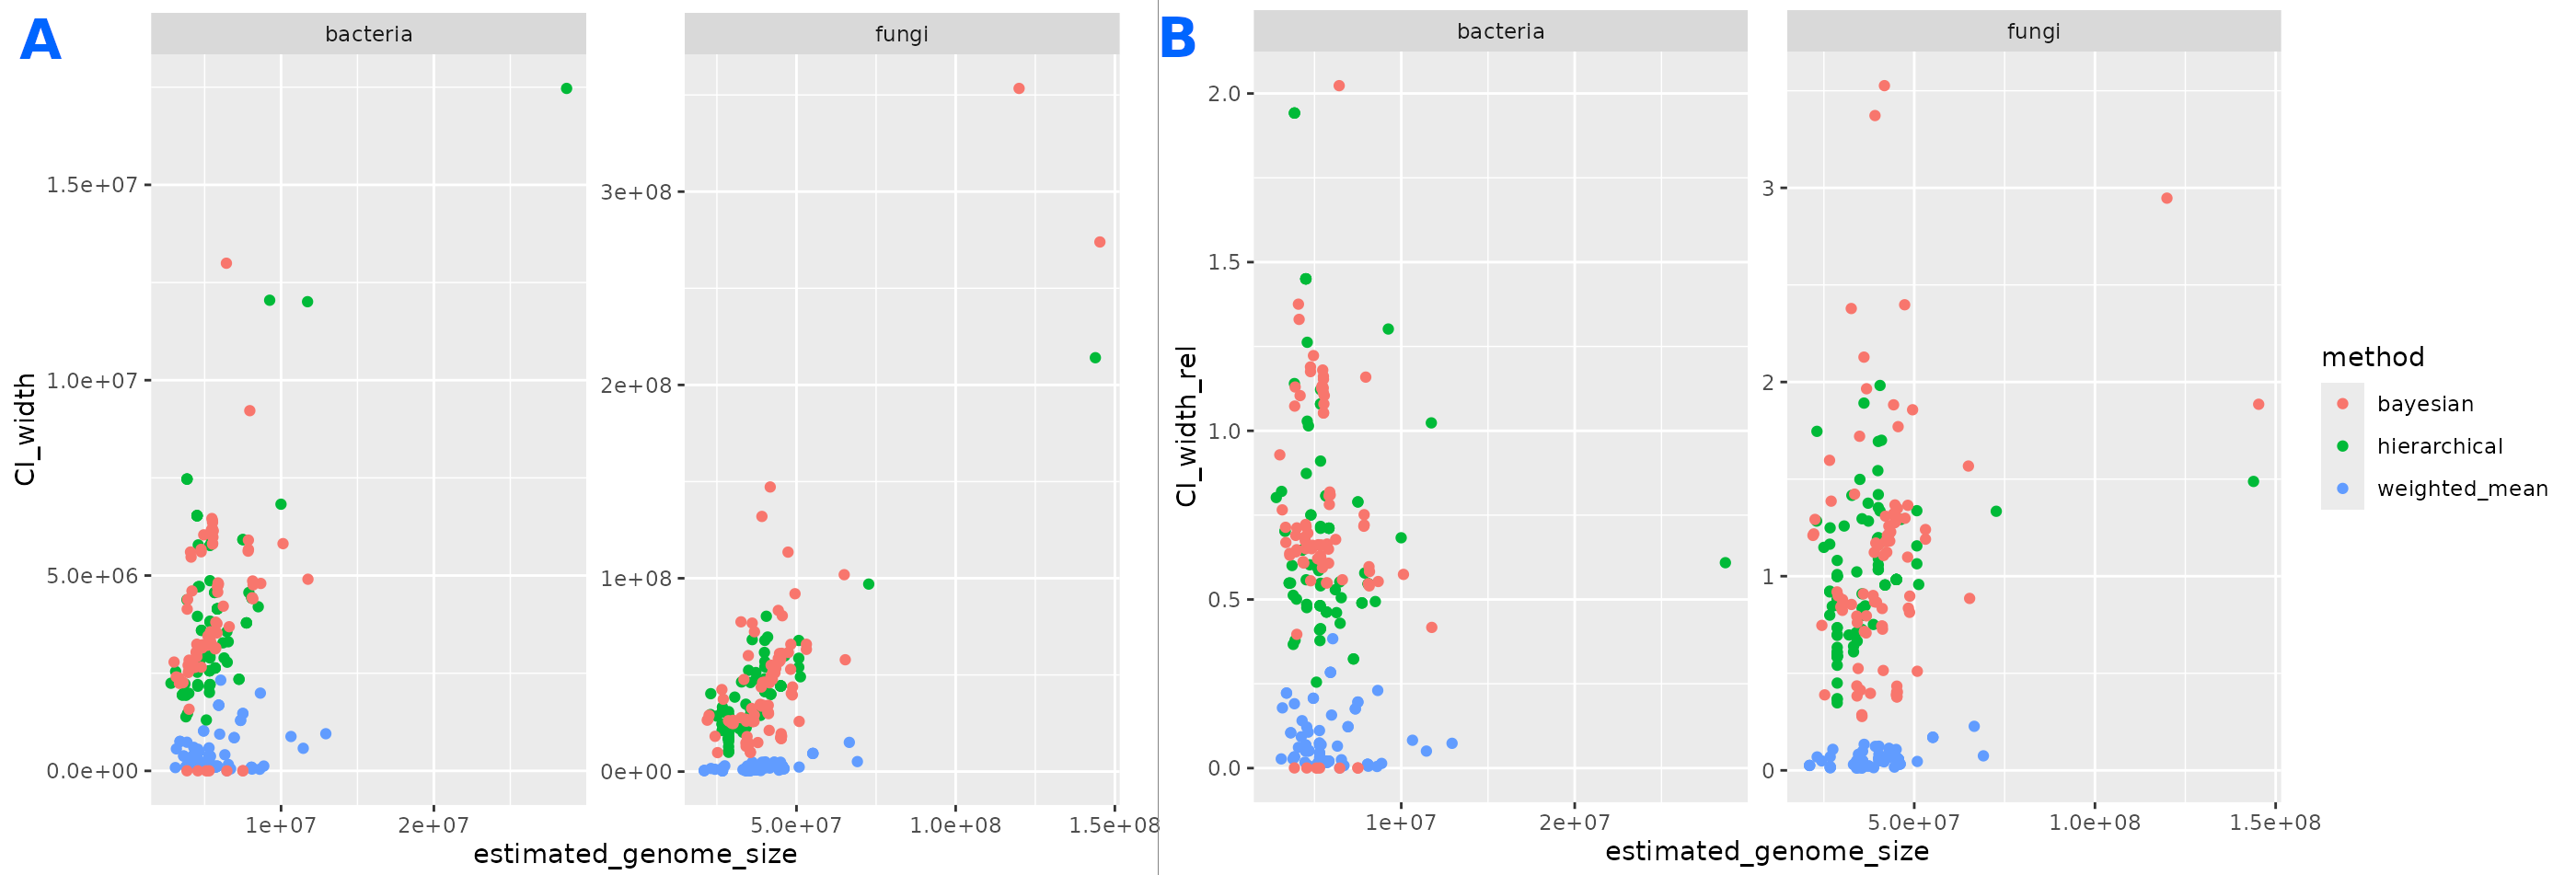 A
bacteria
fungi
CI_width
1.5e+07
1.0e+07
5.0e+06
0.0e+00
1e+07
2e+07
3e+08
2e+08
1e+08
0e+00
5.0e+07
1.0e+08
1.5e+08
estimated_genome_size
B
bacteria
fungi
CI_width_rel
2.0
1.5
1.0
0.5
0.0
1e+07
2e+07
3
2
1
0
5.0e+07
1.0e+08
1.5e+08
estimated_genome_size
method
bayesian
hierarchical
weighted_mean